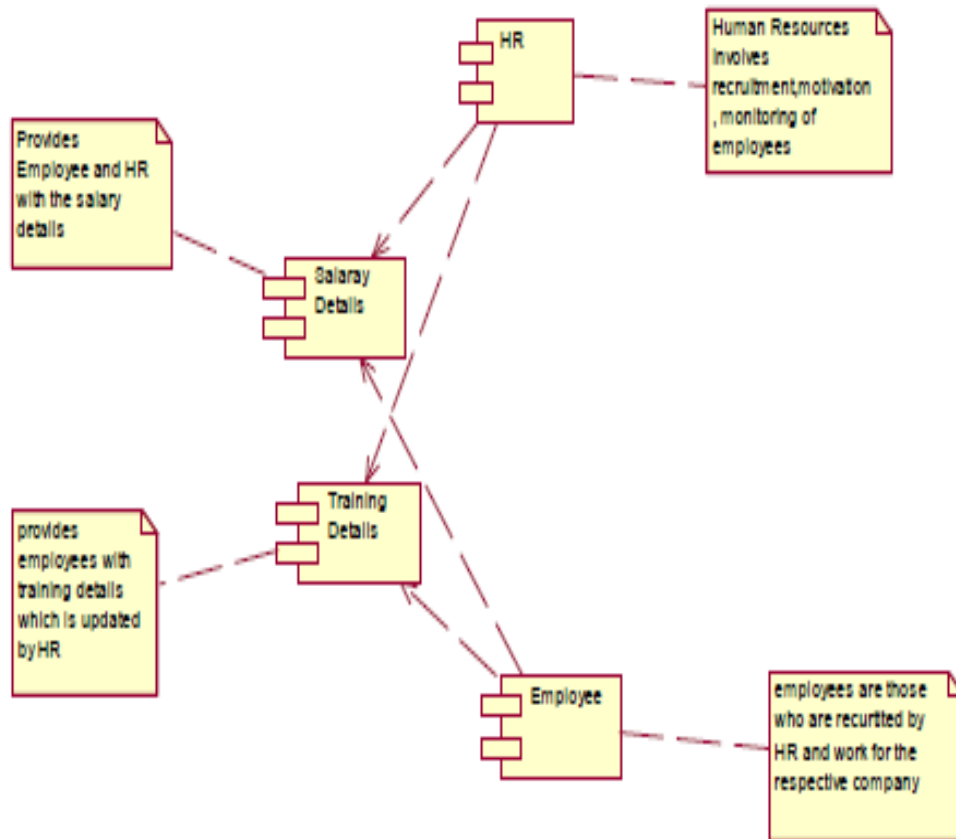 HR
Human Resources
Involves
recruitment,motivation
, monitoring of
employees
Provides
Employee and HR
with the salary
details
Salaray
Details
Training
Details
provides
employees with
training details
which is updated
by HR
Employee
employees are those
who are recurtted by
HR and work for the
respective company